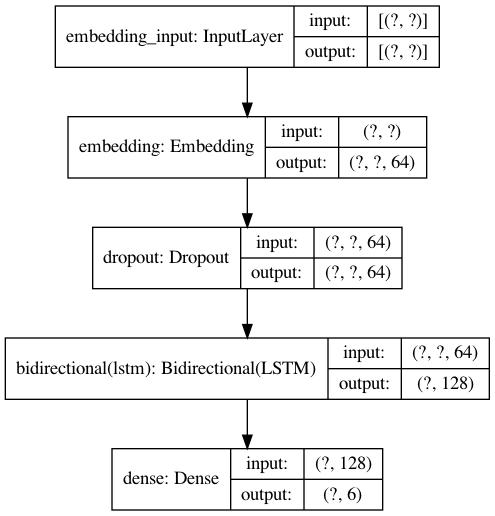 embedding_input: InputLayer
input:
[(?, ?)]
output:
[(?, ?)]
embedding: Embedding
input:
(?, ?)
output:
(?, ?, 64)
dropout: Dropout
input:
(?, ?, 64)
output:
(?, ?, 64)
bidirectional(lstm): Bidirectional(LSTM)
input:
(?, ?, 64)
output:
(?, 128)
dense: Dense
input:
(?, 128)
output:
(?, 6)